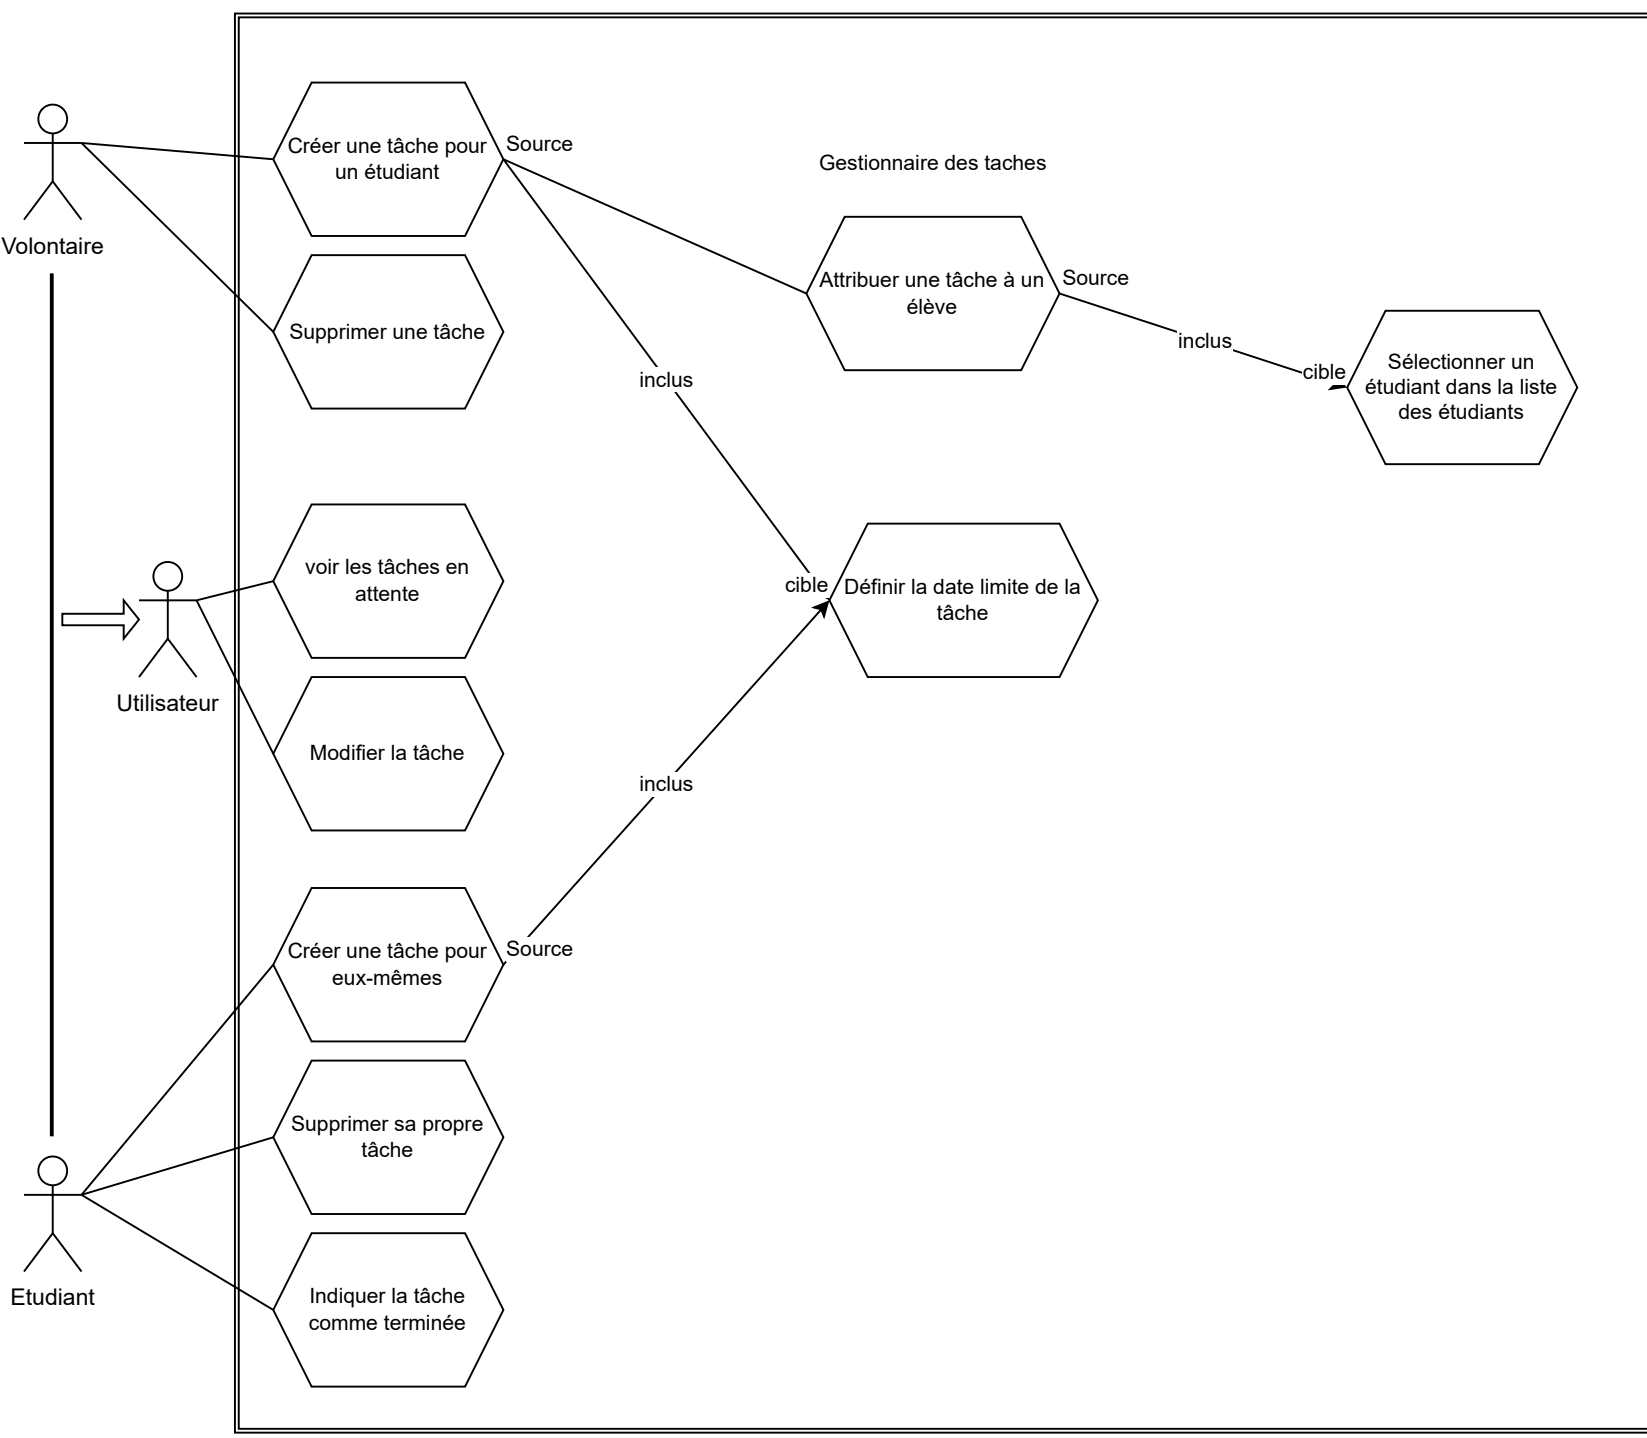 Créer une tâche pour
un étudiant
Source
Gestionnaire des taches
Volontaire
Attribuer une tâche à un
élève
Source
Supprimer une tâche
inclus
inclus
cible
Sélectionner un
étudiant dans la liste
des étudiants
voir les tâches en
attente
cible
Définir la date limite de la
tâche
Utilisateur
Modifier la tâche
inclus
Créer une tâche pour
eux-mêmes
Source
Supprimer sa propre
tâche
Etudiant
Indiquer la tâche
comme terminée